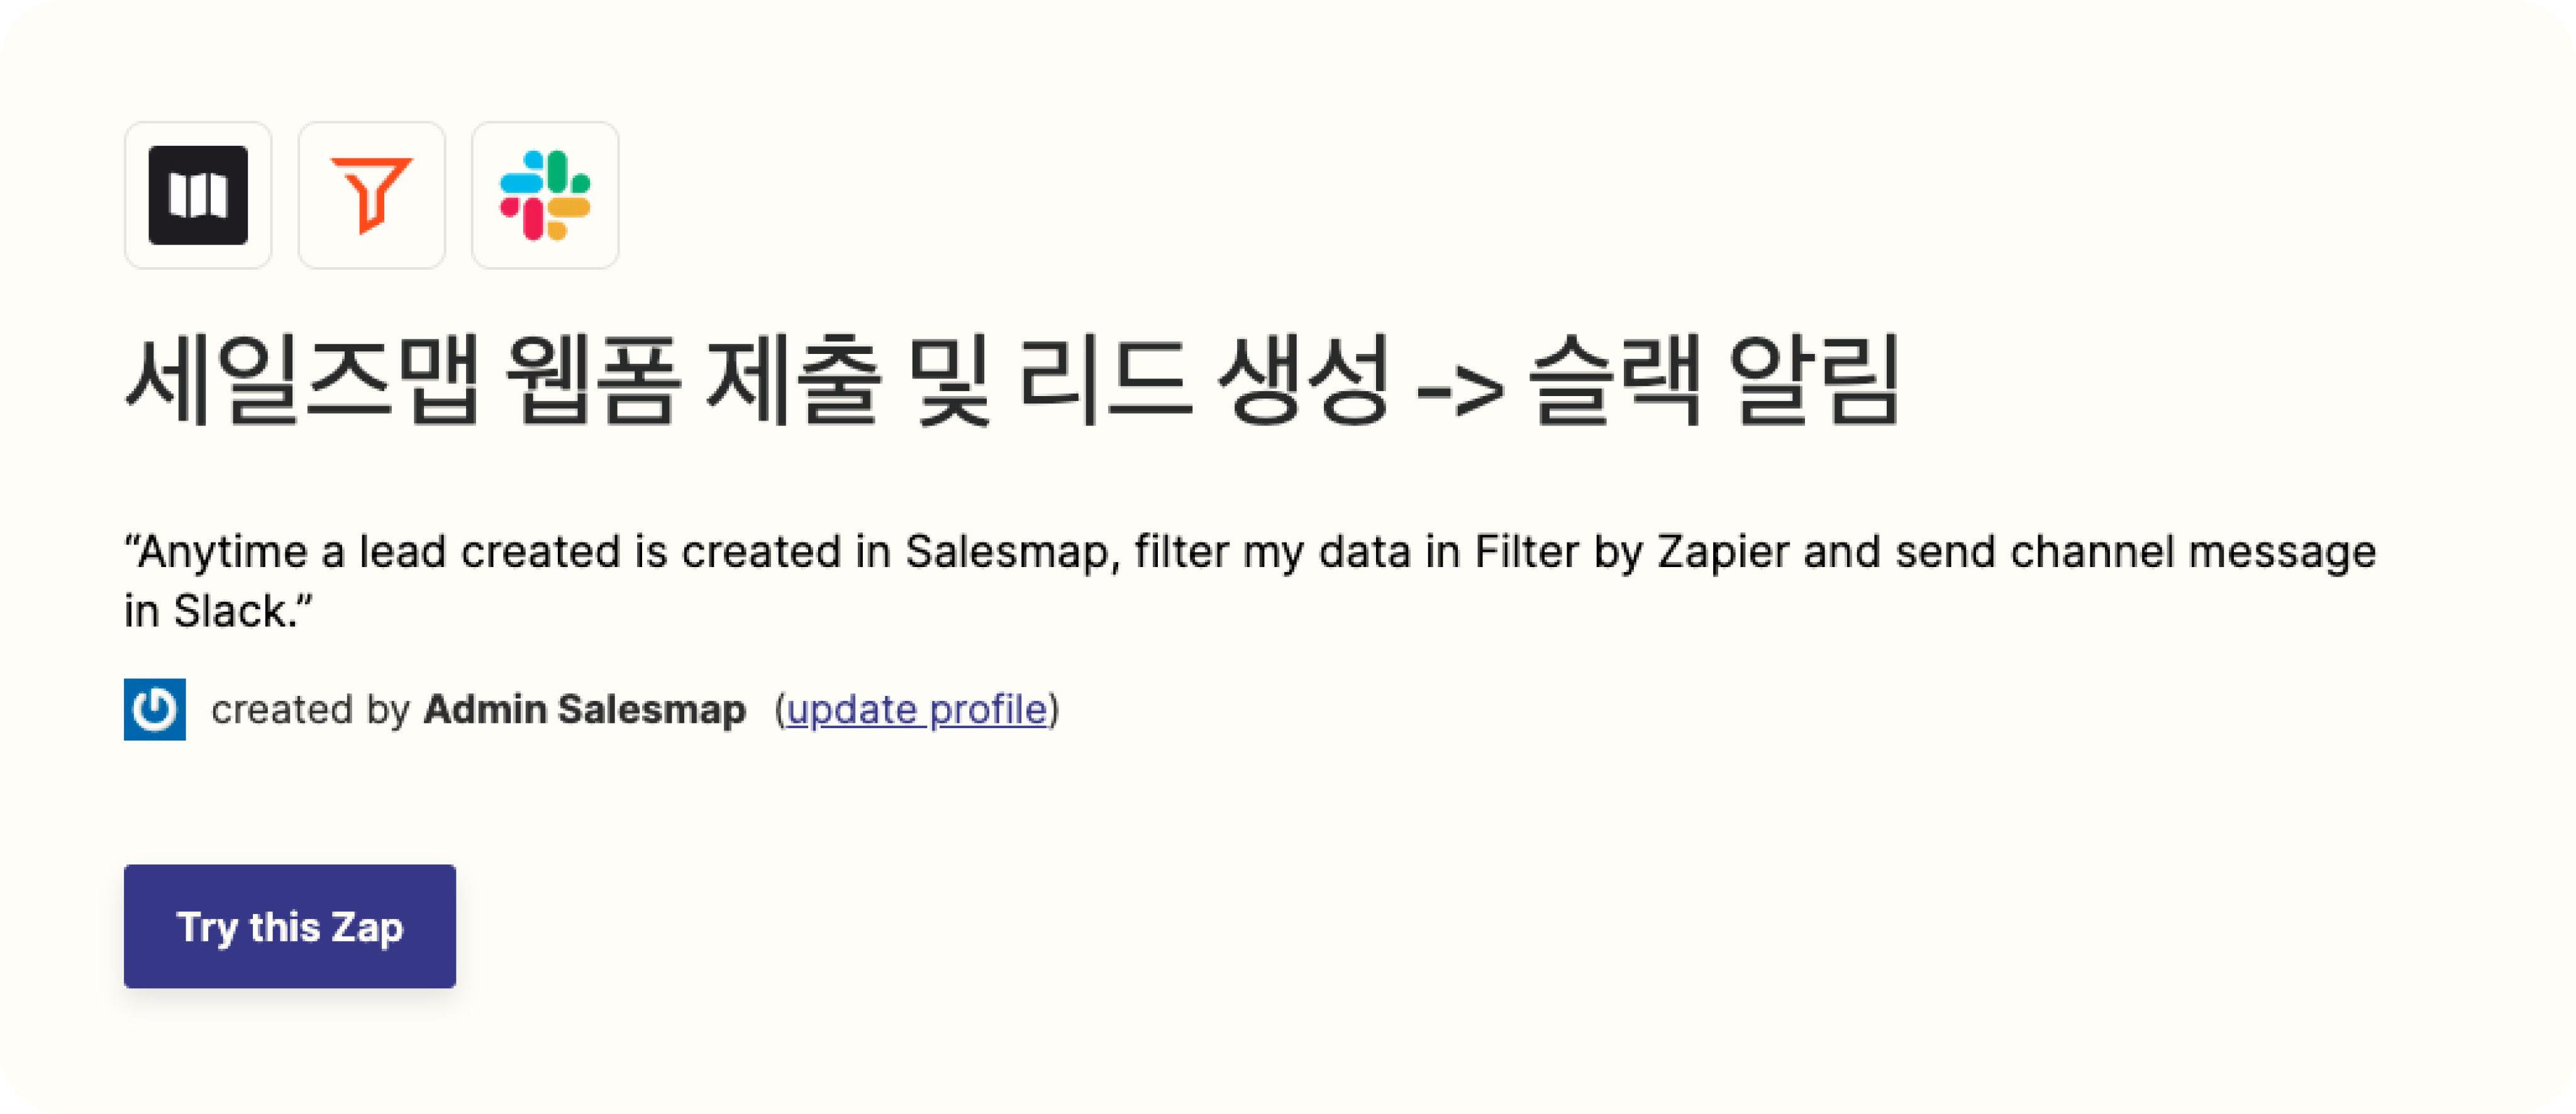 세일즈맵 웹폼 제출 및 리드 생성 -> 슬랙 알림
“Anytime a lead created is created in Salesmap, filter my data in Filter by Zapier and send channel message
in Slack.”
created by Admin Salesmap (update profile)
Try this Zap